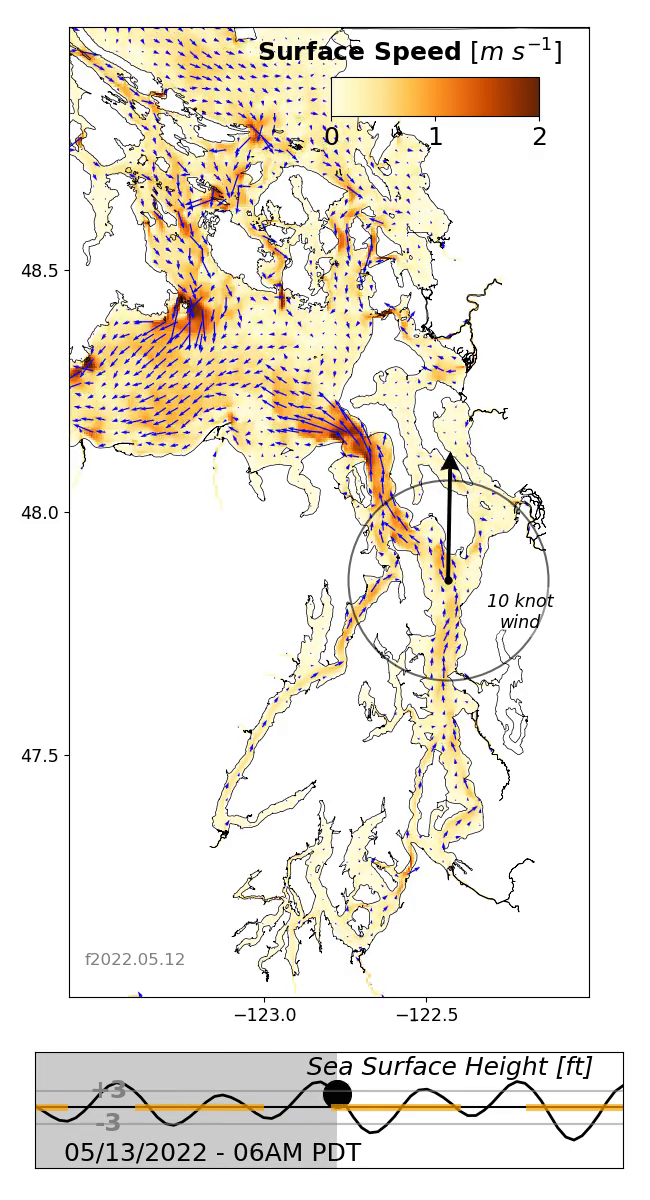 Surface Speed [m s⁻¹]
0 1 2
48.5
48.0
47.5
10 knot
wind
f2022.05.12
−123.0 −122.5
Sea Surface Height [ft]
+3
-3
05/13/2022 - 06AM PDT